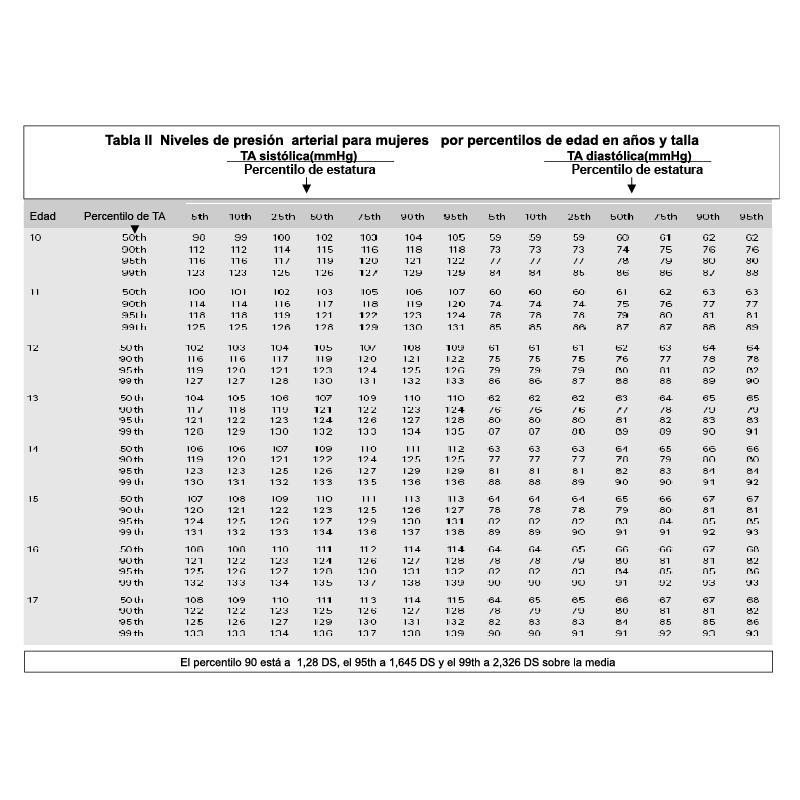 Tabla II Niveles de presión arterial para mujeres por percentilos de edad en años y talla
TA sistólica(mmHg) TA diastólica(mmHg)
Percentilo de estatura Percentilo de estatura
Edad Percentilo de TA 5th 10th 25th 50th 75th 90th 95th 5th 10th 25th 50th 75th 90th 95th
10 50th 98 99 100 102 103 104 105 59 59 59 60 61 62 62
90th 112 112 114 115 116 118 118 73 73 73 74 75 76 76
95th 116 116 117 119 120 121 122 77 77 77 78 79 80 80
99th 123 123 125 126 127 129 129 84 84 85 86 86 87 88
11 50th 100 101 102 103 105 106 107 60 60 60 61 62 63 63
90th 114 114 116 117 118 119 120 74 74 74 75 76 77 77
95th 118 118 119 121 122 123 124 78 78 78 79 80 81 81
99th 125 125 126 128 129 130 131 85 85 86 87 87 88 89
12 50th 102 103 104 105 107 108 109 61 61 61 62 63 64 64
90th 116 116 117 119 120 121 122 75 75 75 76 77 78 78
95th 119 120 121 123 124 125 126 79 79 79 80 81 82 82
99th 127 127 128 130 131 132 133 86 86 87 88 88 89 90
13 50th 104 105 106 107 109 110 110 62 62 62 63 64 65 65
90th 117 118 119 121 122 123 124 76 76 76 77 78 79 79
95th 121 122 123 124 126 127 128 80 80 80 81 82 83 83
99th 128 129 130 132 133 134 135 87 87 88 89 89 90 91
14 50th 106 106 107 109 110 111 112 63 63 63 64 65 66 66
90th 119 120 121 122 124 125 125 77 77 77 78 79 80 80
95th 123 123 125 126 127 129 129 81 81 81 82 83 84 84
99th 130 131 132 133 135 136 136 88 88 89 90 90 91 92
15 50th 107 108 109 110 111 113 113 64 64 64 65 66 67 67
90th 120 121 122 123 125 126 127 78 78 78 79 80 81 81
95th 124 125 126 127 129 130 131 82 82 82 83 84 85 85
99th 131 132 133 134 136 137 138 89 89 90 91 91 92 93
16 50th 108 108 110 111 112 114 114 64 64 65 66 66 67 68
90th 121 122 123 124 126 127 128 78 78 79 80 81 81 82
95th 125 126 127 128 130 131 132 82 82 83 84 85 85 86
99th 132 133 134 135 137 138 139 90 90 90 91 92 93 93
17 50th 108 109 110 111 113 114 115 64 65 65 66 67 67 68
90th 122 122 123 125 126 127 128 78 79 79 80 81 81 82
95th 125 126 127 129 130 131 132 82 83 83 84 85 85 86
99th 133 133 134 136 137 138 139 90 90 91 91 92 93 93
El percentilo 90 está a 1,28 DS, el 95th a 1,645 DS y el 99th a 2,326 DS sobre la media